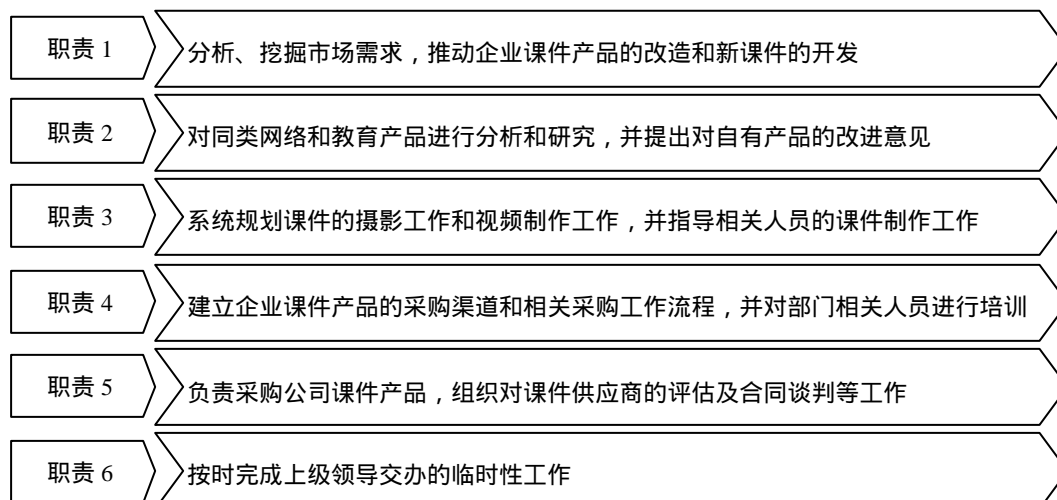 职责 1 分析、挖掘市场需求，推动企业课件产品的改造和新课件的开发
职责 2 对同类网络和教育产品进行分析和研究，并提出对自有产品的改进意见
职责 3 系统规划课件的摄影工作和视频制作工作，并指导相关人员的课件制作工作
职责 4 建立企业课件产品的采购渠道和相关采购工作流程，并对部门相关人员进行培训
职责 5 负责采购公司课件产品，组织对课件供应商的评估及合同谈判等工作
职责 6 按时完成上级领导交办的临时性工作